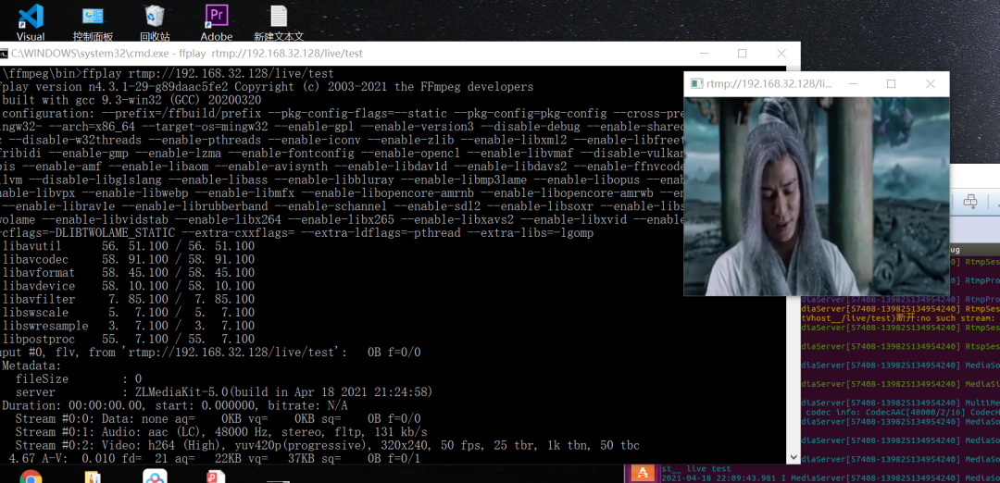 Visual
控制面板
回收站
Adobe
新建文本文
C:\WINDOWS\system32\cmd.exe - ffplay rtmp://192.168.32.128/live/test
\ffmpeg\bin>ffplay rtmp://192.168.32.128/live/test
fplay version n4.3.1-29-g89daac5fe2 Copyright (c) 2003-2021 the FFmpeg developers
built with gcc 9.3-win32 (GCC) 20200320
configuration: --prefix=/ffbuild/prefix --pkg-config-flags=--static --pkg-config=pkg-config --cross-pre
ingw32- --arch=x86_64 --target-os=mingw32 --enable-gpl --enable-version3 --disable-debug --enable-shared
--disable-w32threads --enable-pthreads --enable-iconv --enable-zlib --enable-libxml2 --enable-libfreet
fribidi --enable-gmp --enable-lzma --enable-fontconfig --enable-opencl --enable-libvmaf --disable-vulkan
bis --enable-amf --enable-libaom --enable-avisynth --enable-libdav1d --enable-libdavs2 --enable-ffnvcode
llvm --disable-libglslang --enable-libass --enable-libbluray --enable-libmp3lame --enable-libopus --enab
nable-libvpx --enable-libwebp --enable-libmfx --enable-libopencore-amrnb --enable-libopencore-amrwb --en
--enable-librav1e --enable-librubberband --enable-schannel --enable-sdl2 --enable-libsoxr --enable-libs
wolame --enable-libvidstab --enable-libx264 --enable-libx265 --enable-libxavs2 --enable-libxvid --enable
-cflags=-DLIBTWOLAME_STATIC --extra-cxxflags= --extra-ldflags=-pthread --extra-libs=-lgomp
libavutil 56. 51.100 / 56. 51.100
libavcodec 58. 91.100 / 58. 91.100
libavformat 58. 45.100 / 58. 45.100
libavdevice 58. 10.100 / 58. 10.100
libavfilter 7. 85.100 / 7. 85.100
libswscale 5. 7.100 / 5. 7.100
libswresample 3. 7.100 / 3. 7.100
libpostproc 55. 7.100 / 55. 7.100
nput #0, flv, from 'rtmp://192.168.32.128/live/test': 0B f=0/0
Metadata:
fileSize : 0
server : ZLMediaKit-5.0(build in Apr 18 2021 21:24:58)
Duration: 00:00:00.00, start: 0.000000, bitrate: N/A
Stream #0:0: Data: none aq= 0KB vq= 0KB sq= 0B f=0/0
Stream #0:1: Audio: aac (LC), 48000 Hz, stereo, fltp, 131 kb/s
Stream #0:2: Video: h264 (High), yuv420p(progressive), 320x240, 50 fps, 25 tbr, 1k tbn, 50 tbc
4.67 A-V: 0.010 fd= 21 aq= 22KB vq= 37KB sq= 0B f=0/1
rtmp://192.168.32.128/li...
ug
0] RtmpSes
0] RtmpPro
diaServer[57408-139825134954240] RtmpPro
diaServer[57408-139825134954240] RtmpSes
tVhost__/live/test)断开:no such stream:
diaServer[57408-139825134954240] RtmpSes
diaServer[57408-139825134954240] RtspSes
diaServer[57408-139825134954240] MediaSo
diaServer[57408-139825134954240] MediaSo
diaServer[57408-139825134954240] MediaSi
diaServer[57408-139825134954240] MultiMe
codec info: CodecAAC[48000/2/16] CodecH
diaServer[57408-139825134954240] MediaSo
diaServer[57408-139825134954240] MediaSo
diaServer[57408-139825134954240] MediaSo
st__ live test
2021-04-18 22:09:43.981 I MediaServer[57408-139825134954240] MediaSo